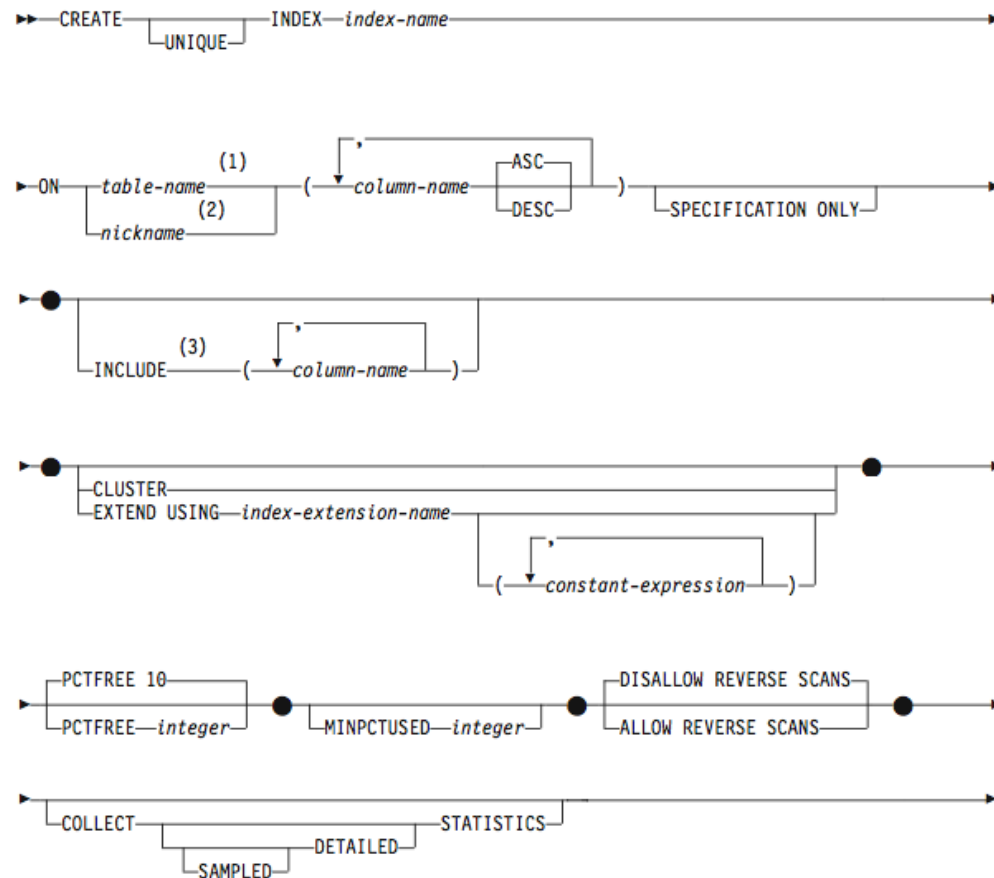 CREATE UNIQUE INDEX index-name
ON table-name (1) ( column-name , ASC )
nickname (2) DESC SPECIFICATION ONLY
INCLUDE (3) ( column-name , )
CLUSTER
EXTEND USING index-extension-name
( constant-expression , )
PCTFREE 10 DISALLOW REVERSE SCANS
PCTFREE integer MINPCTUSED integer ALLOW REVERSE SCANS
COLLECT STATISTICS
DETAILED
SAMPLED